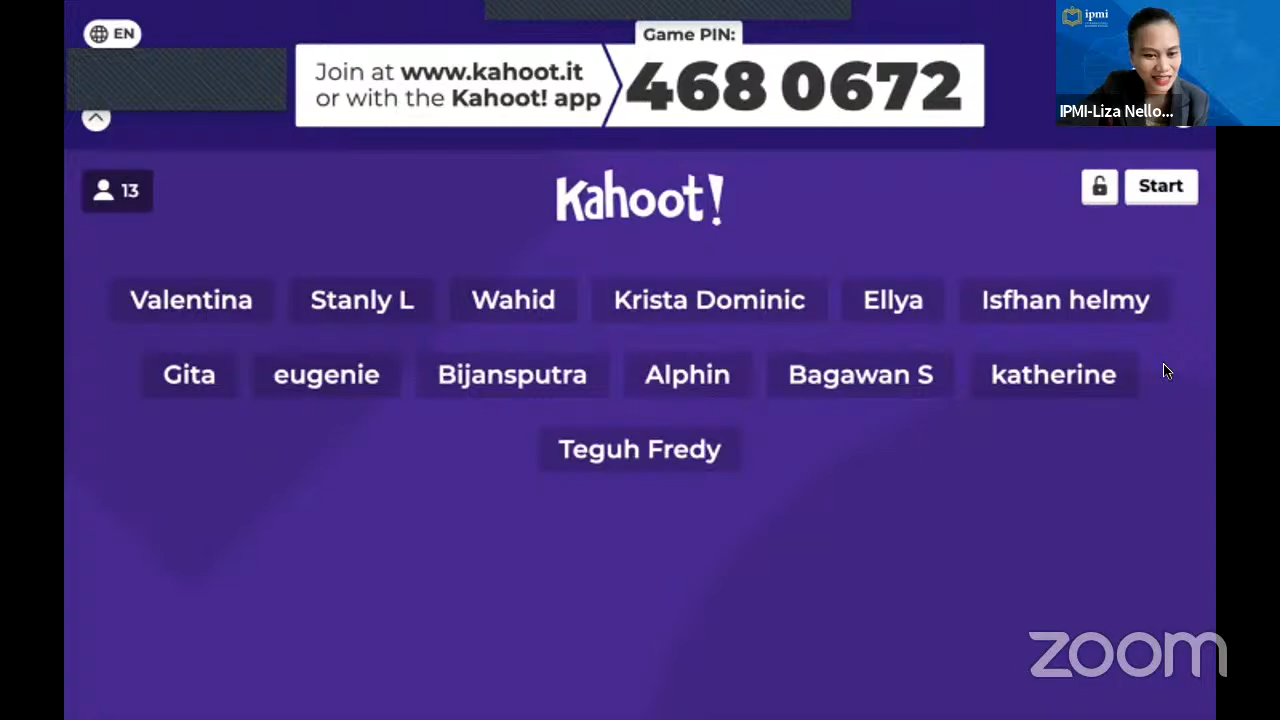 EN
Game PIN:
Join at www.kahoot.it
or with the Kahoot! app
468 0672
ipmi
IPMI-Liza Nello...
13
Kahoot!
Start
Valentina
Stanly L
Wahid
Krista Dominic
Ellya
Isfhan helmy
Gita
eugenie
Bijansputra
Alphin
Bagawan S
katherine
Teguh Fredy
zoom